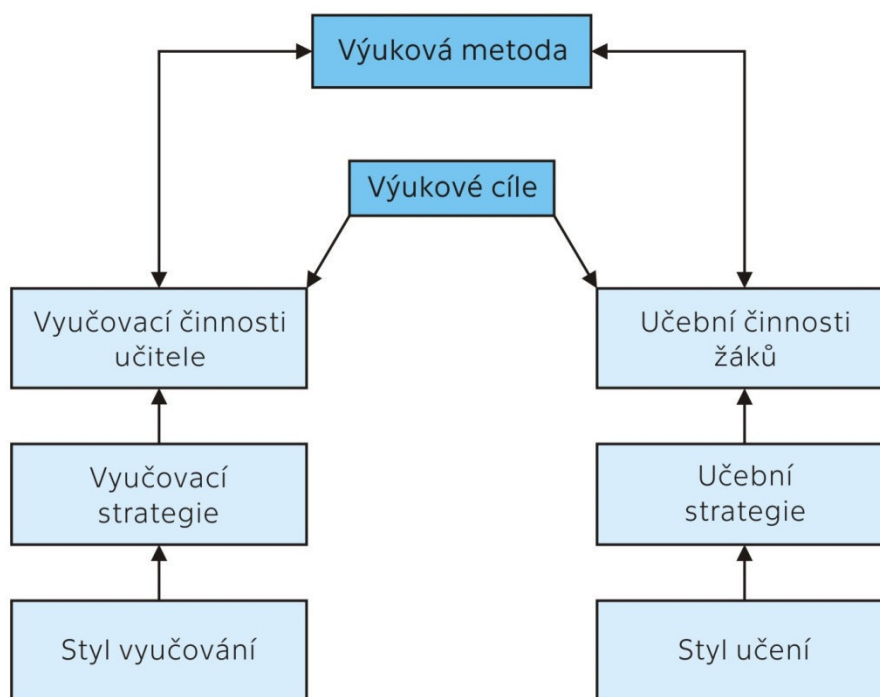 Výuková metoda
Výukové cíle
Vyučovací činnosti
učitele
Učební činnosti
žáků
Vyučovací
strategie
Učební
strategie
Styl vyučování
Styl učení